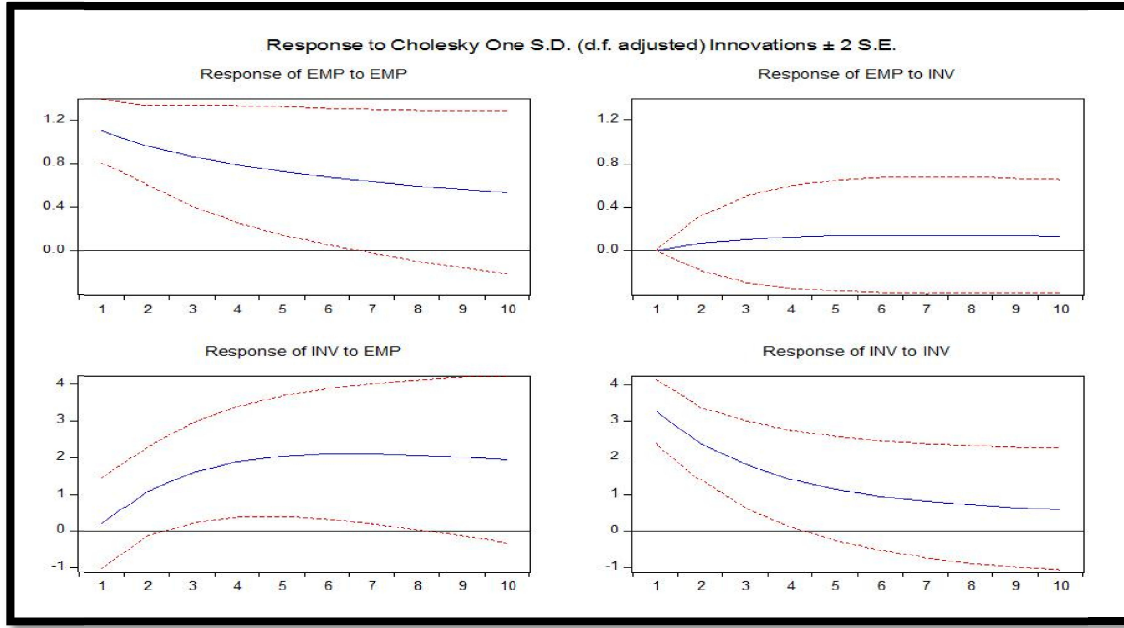 Response to Cholesky One S.D. (d.f. adjusted) Innovations ± 2 S.E.
Response of EMP to EMP
1.2
0.8
0.4
0.0
1 2 3 4 5 6 7 8 9 10
Response of EMP to INV
1.2
0.8
0.4
0.0
1 2 3 4 5 6 7 8 9 10
Response of INV to EMP
4
3
2
1
0
-1
1 2 3 4 5 6 7 8 9 10
Response of INV to INV
4
3
2
1
0
-1
1 2 3 4 5 6 7 8 9 10